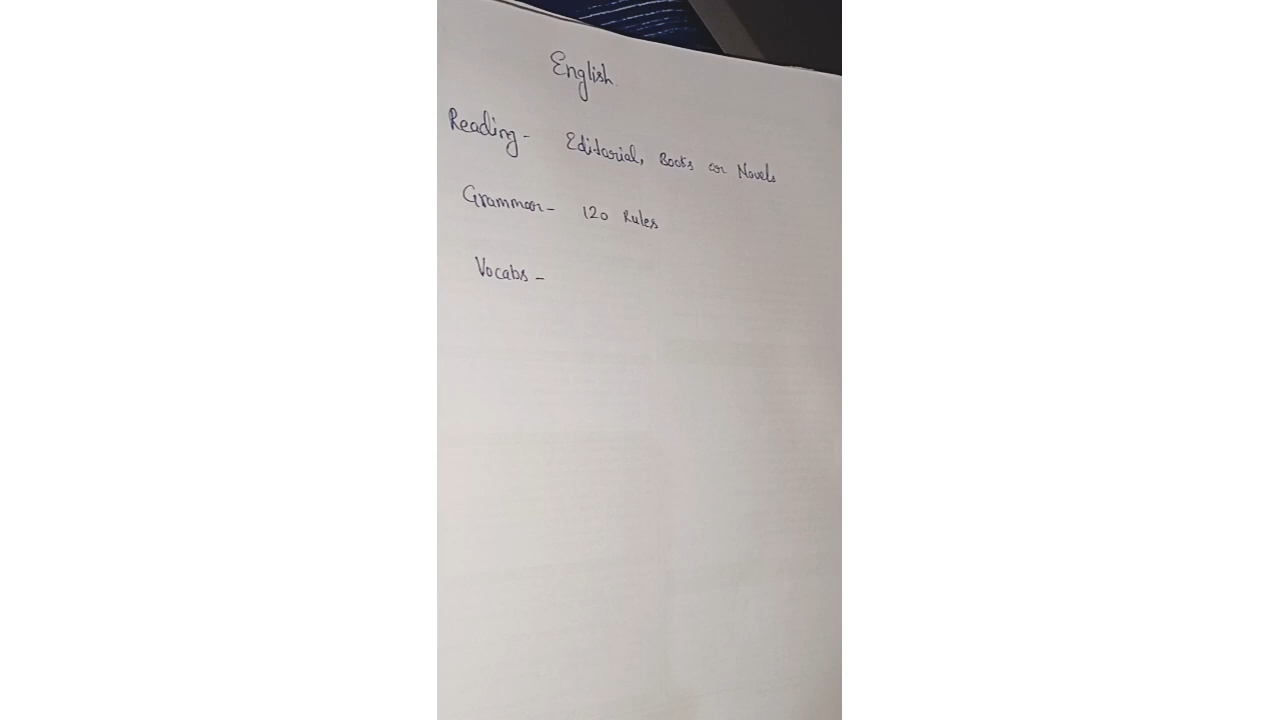 English
Reading- Editorial, Books or Novels
Grammar- 120 Rules
Vocabs-